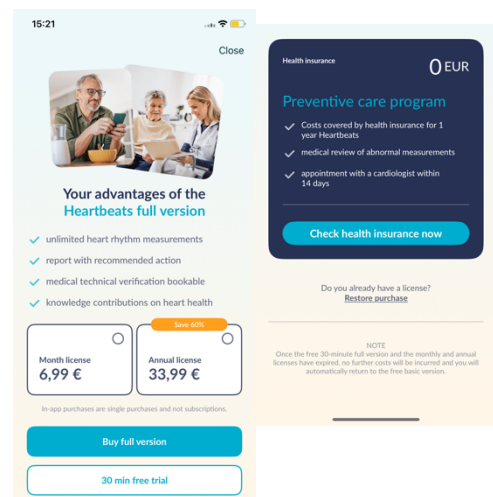 15:21
Close
Your advantages of the
Heartbeats full version
unlimited heart rhythm measurements
report with recommended action
medical technical verification bookable
knowledge contributions on heart health
Save 60%
Month license
6,99 €
Annual license
33,99 €
In-app purchases are single purchases and not subscriptions.
Buy full version
30 min free trial
Health insurance
0 EUR
Preventive care program
Costs covered by health insurance for 1
year Heartbeats
medical review of abnormal measurements
appointment with a cardiologist within
14 days
Check health insurance now
Do you already have a license?
Restore purchase
NOTE
Once the free 30-minute full version and the monthly and annual
licenses have expired, no further costs will be incurred and you will
automatically return to the free basic version.